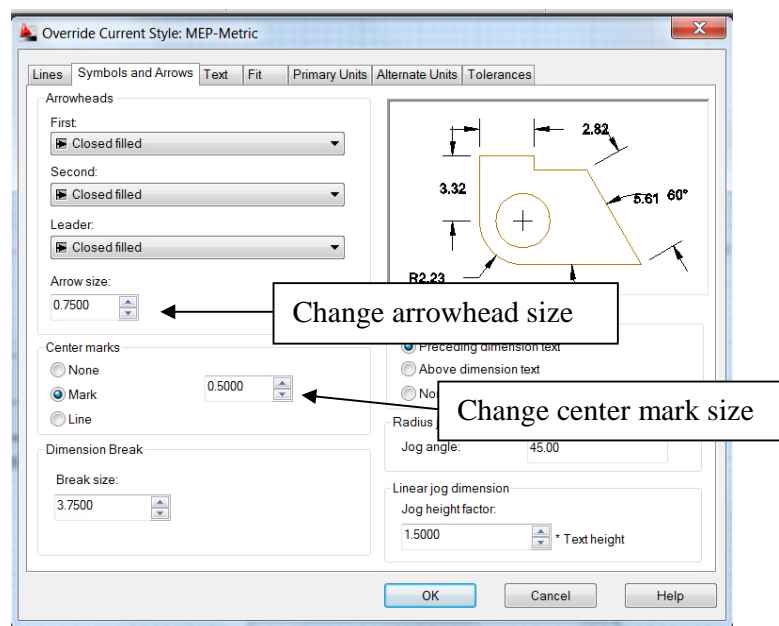 Override Current Style: MEP-Metric
Lines Symbols and Arrows Text Fit Primary Units Alternate Units Tolerances
Arrowheads
First:
Closed filled
Second:
Closed filled
Leader:
Closed filled
Arrow size:
0.7500
Center marks
None
Mark
0.5000
Line
Dimension Break
Break size:
3.7500
2.82
3.32
5.61 60°
R2.23
Change arrowhead size
Preceding dimension text
Above dimension text
Change center mark size
Radius
Jog angle:
45.00
Linear jog dimension
Jog height factor:
1.5000
* Text height
OK Cancel Help